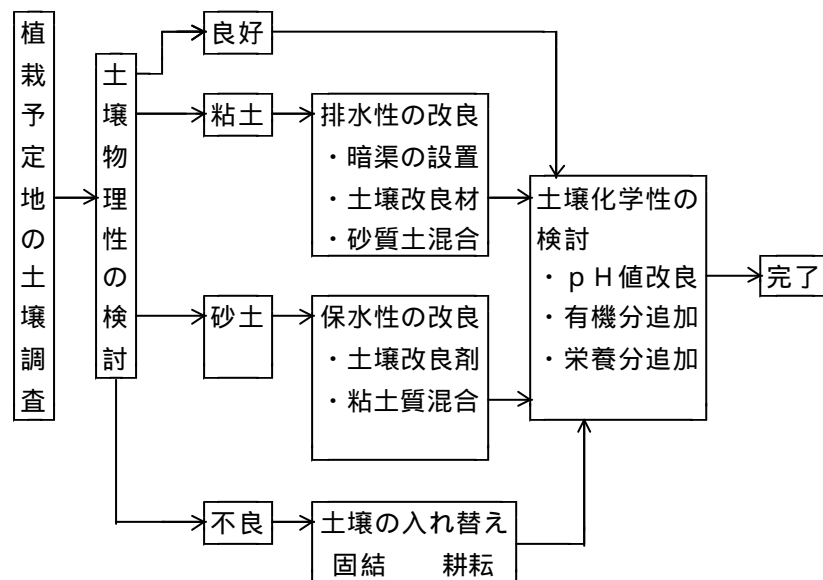 植栽予定地の土壌調査
土壌物理性の検討
良好
粘土
排水性の改良
・暗渠の設置
・土壌改良材
・砂質土混合
砂土
保水性の改良
・土壌改良剤
・粘土質混合
不良
土壌の入れ替え
固結　　耕耘
土壌化学性の
検討
・ｐＨ値改良
・有機分追加
・栄養分追加
完了